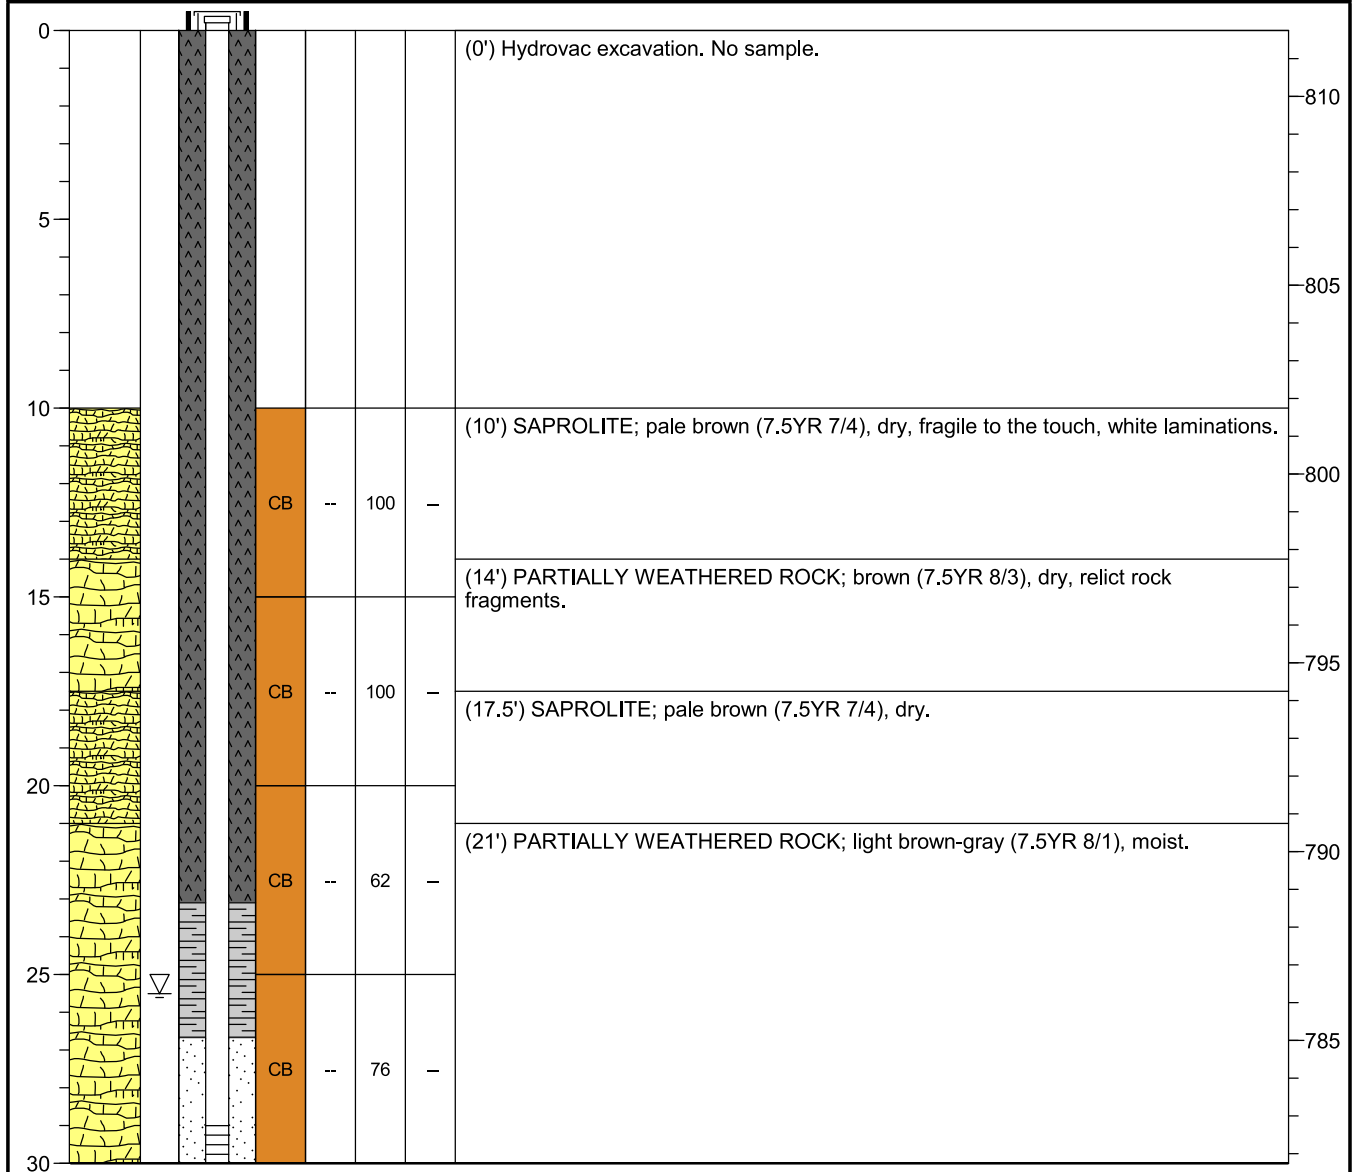 0
(0') Hydrovac excavation. No sample.
810
5
805
10
(10') SAPROLITE; pale brown (7.5YR 7/4), dry, fragile to the touch, white laminations.
800
CB -- 100 –
(14') PARTIALLY WEATHERED ROCK; brown (7.5YR 8/3), dry, relict rock
fragments.
15
795
CB -- 100 –
(17.5') SAPROLITE; pale brown (7.5YR 7/4), dry.
20
(21') PARTIALLY WEATHERED ROCK; light brown-gray (7.5YR 8/1), moist.
790
CB -- 62 –
25
785
CB -- 76 –
30